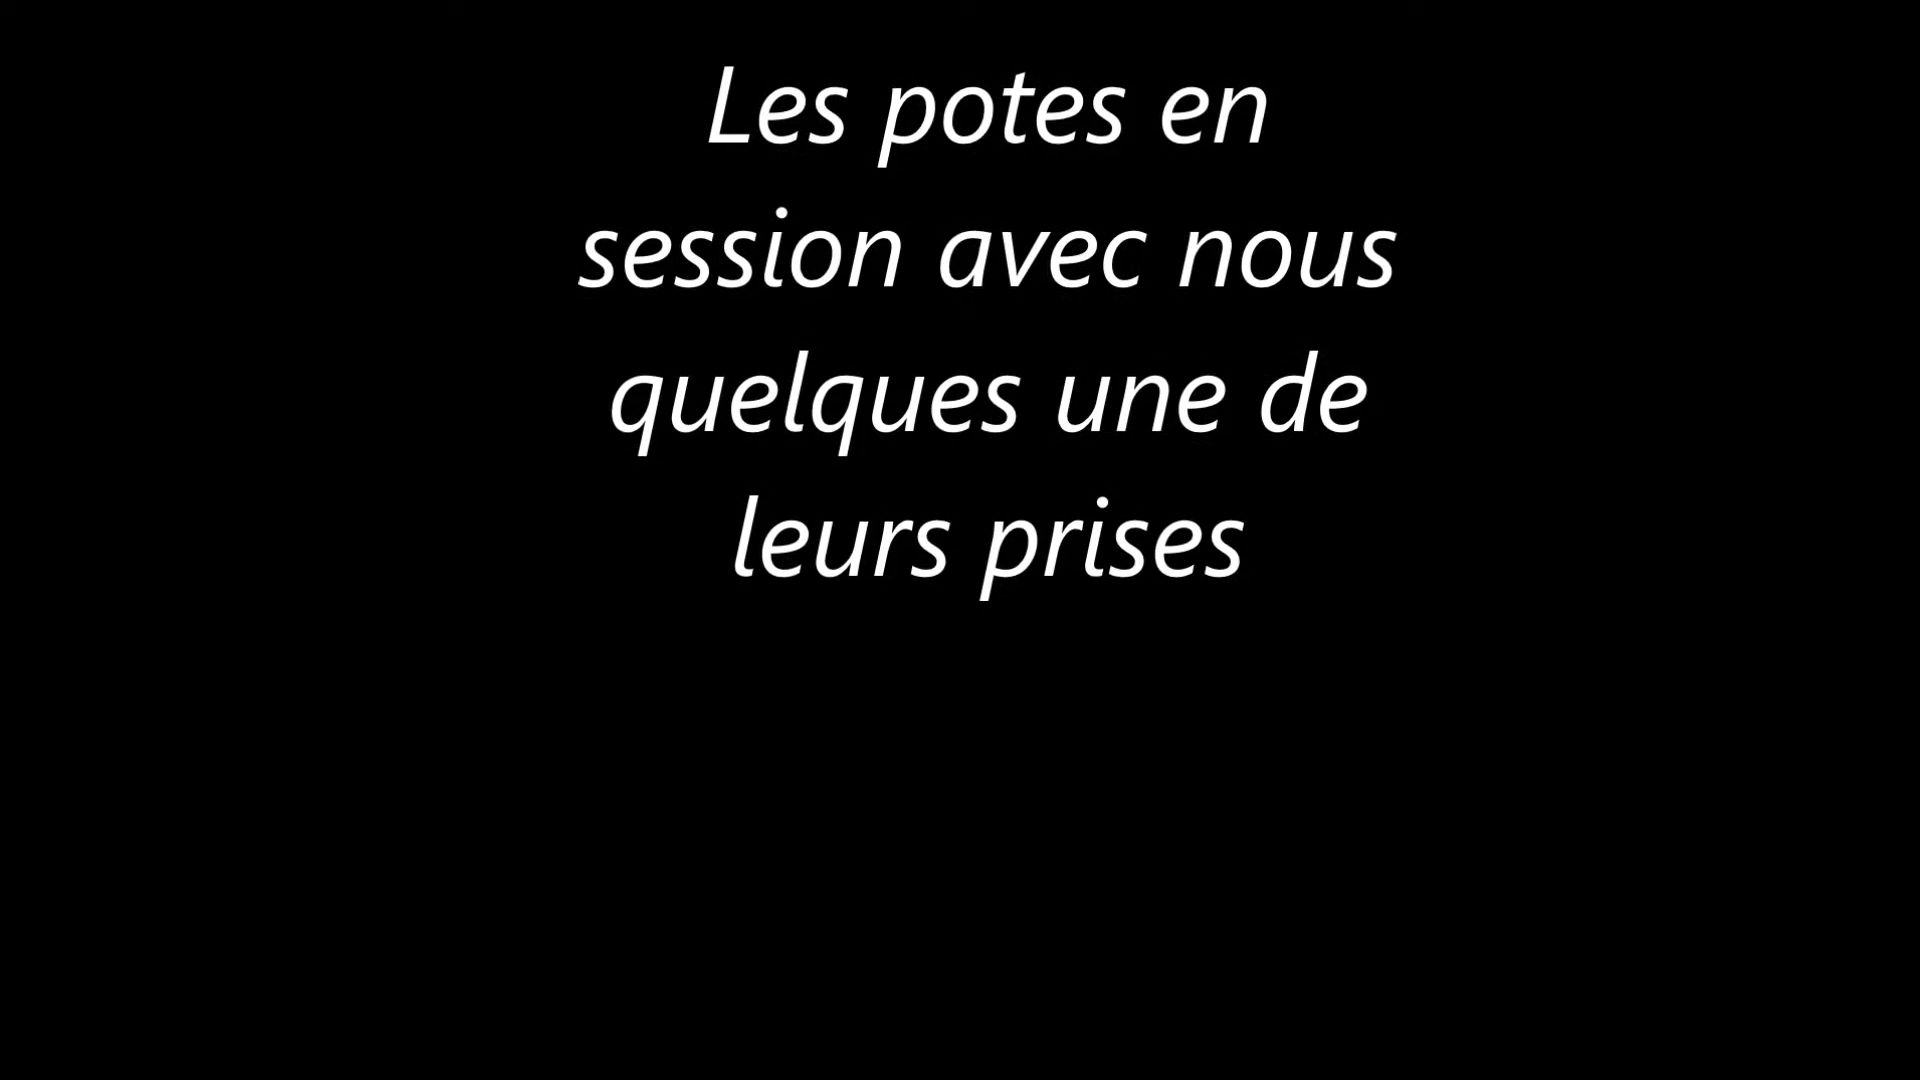 Les potes en
session avec nous
quelques une de
leurs prises